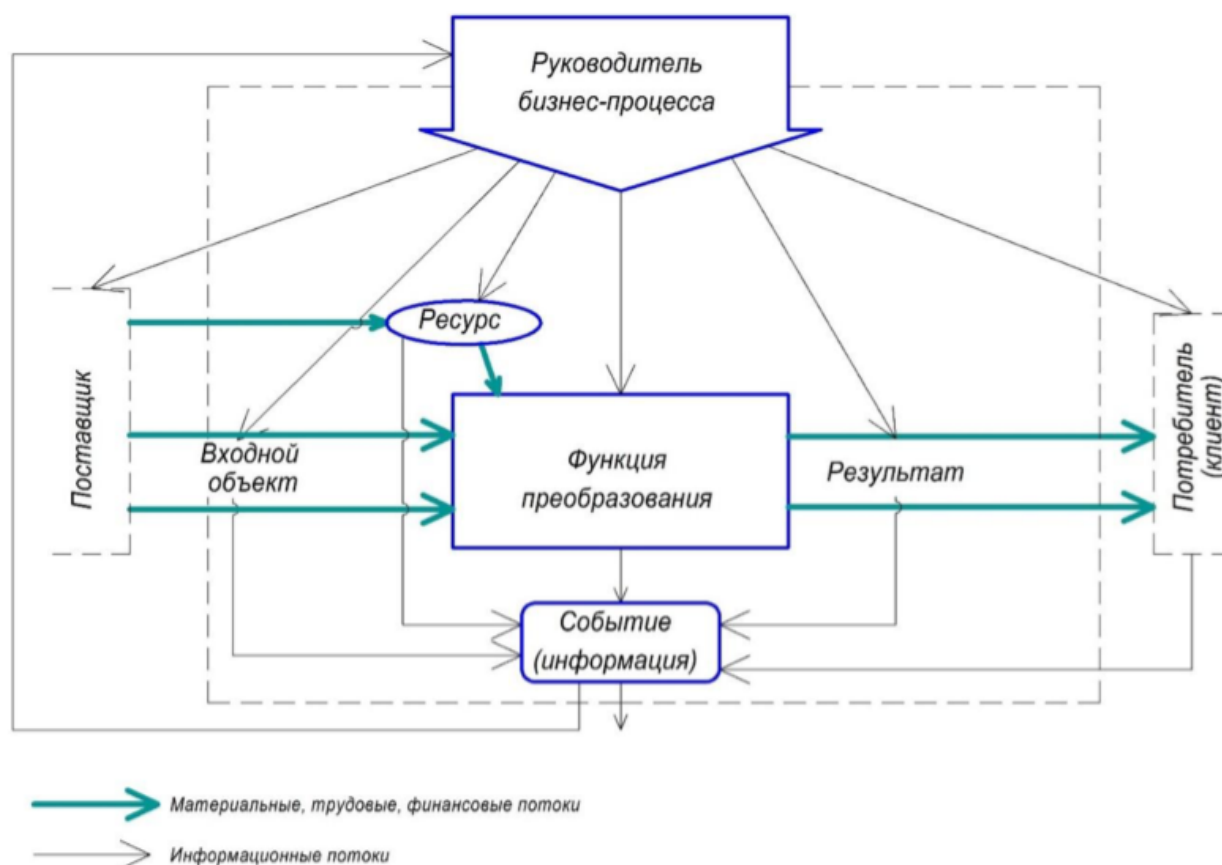 Руководитель
бизнес-процесса
Ресурс
Поставщик
Входной
объект
Функция
преобразования
Результат
Потребитель
(клиент)
Событие
(информация)
Материальные, трудовые, финансовые потоки
Информационные потоки